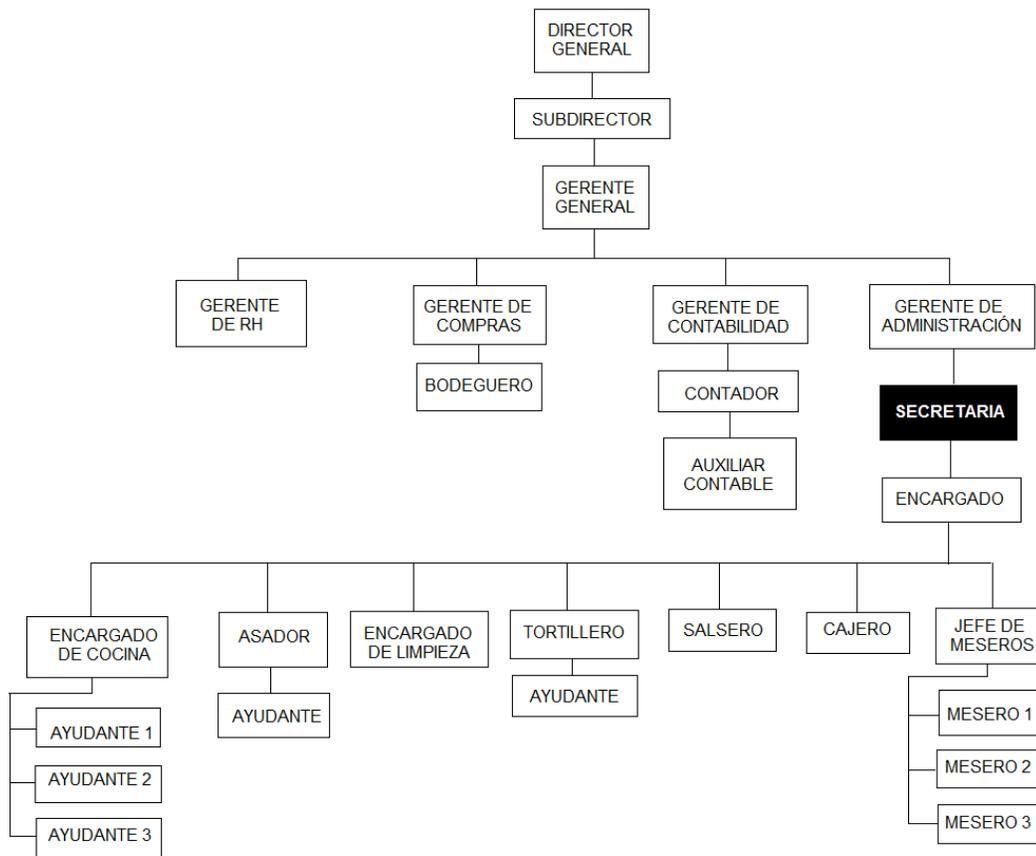 DIRECTOR
GENERAL
SUBDIRECTOR
GERENTE
GENERAL
GERENTE
DE RH
GERENTE DE
COMPRAS
GERENTE DE
CONTABILIDAD
GERENTE DE
ADMINISTRACIÓN
BODEGUERO
CONTADOR
SECRETARIA
AUXILIAR
CONTABLE
ENCARGADO
ENCARGADO
DE COCINA
ASADOR
ENCARGADO
DE LIMPIEZA
TORTILLERO
SALSERO
CAJERO
JEFE DE
MESEROS
AYUDANTE 1
AYUDANTE 2
AYUDANTE 3
AYUDANTE
AYUDANTE
MESERO 1
MESERO 2
MESERO 3